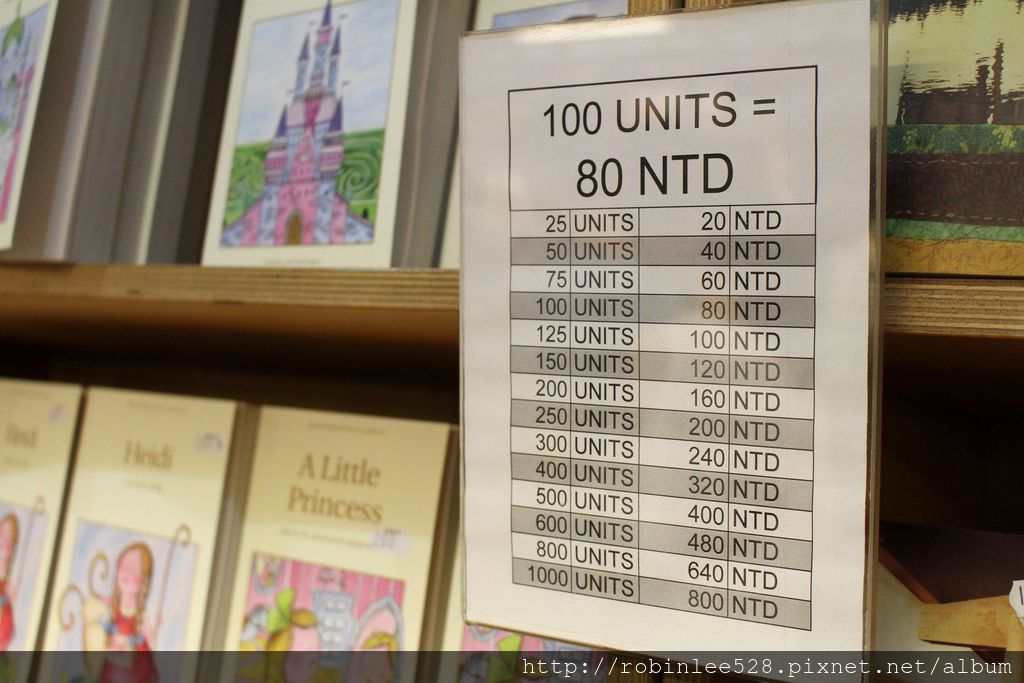 100 UNITS =
80 NTD
25 UNITS 20 NTD
50 UNITS 40 NTD
75 UNITS 60 NTD
100 UNITS 80 NTD
125 UNITS 100 NTD
150 UNITS 120 NTD
200 UNITS 160 NTD
250 UNITS 200 NTD
300 UNITS 240 NTD
400 UNITS 320 NTD
500 UNITS 400 NTD
600 UNITS 480 NTD
800 UNITS 640 NTD
1000 UNITS 800 NTD
Heidi
Heidi
A Little
Princess
http://robinlee528.pixnet.net/album